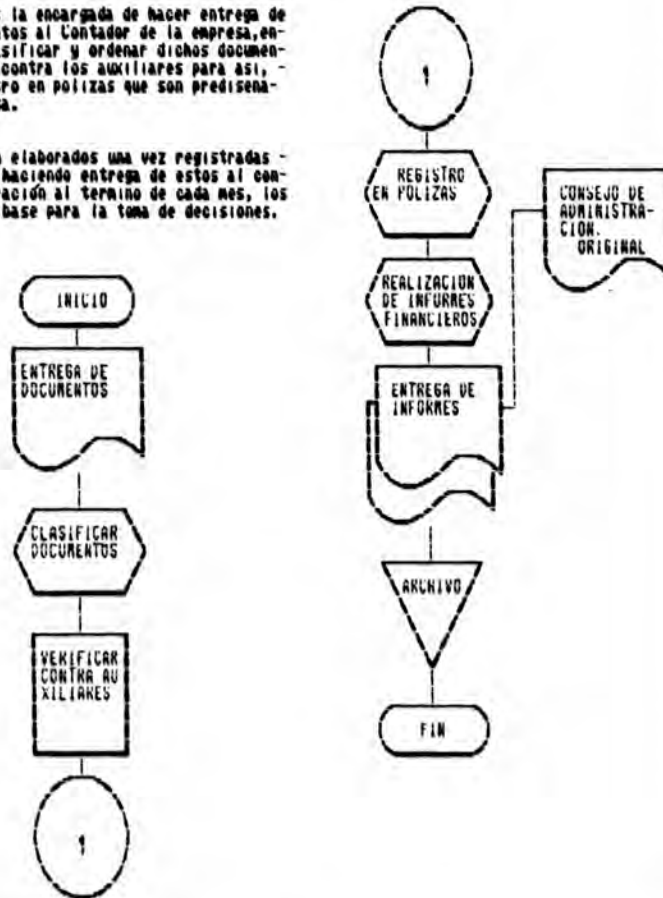 la encargada de hacer entrega de
tos al Contador de la empresa,en-
sificar y ordenar dichos documen-
contra los auxiliares para asi, -
ro en polizas que son predisena-
sa.
elaborados una vez registradas -
haciendo entrega de estos al con-
ración al termino de cada mes, los
base para la toma de decisiones.
INICIO
ENTREGA DE
DOCUMENTOS
CLASIFICAR
DOCUMENTOS
VERIFICAR
CONTRA AU
XILIARES
1
1
REGISTRO
EN POLIZAS
REALIZACION
DE INFORMES
FINANCIEROS
ENTREGA DE
INFORMES
CONSEJO DE
ADMINISTRA-
CION.
ORIGINAL
ARCHIVO
FIN